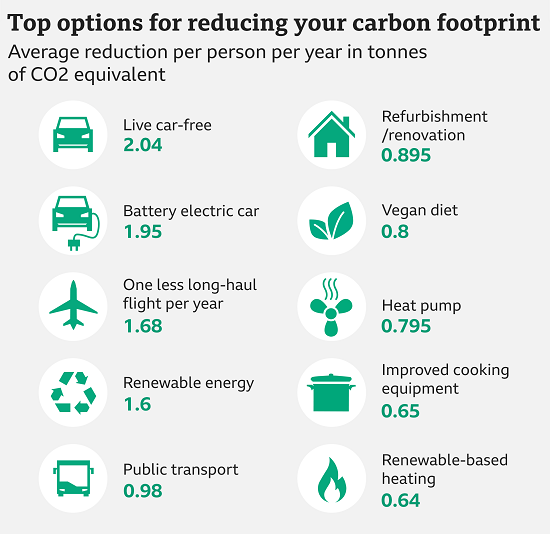 Top options for reducing your carbon footprint
Average reduction per person per year in tonnes
of CO2 equivalent
Live car-free
2.04
Battery electric car
1.95
One less long-haul
flight per year
1.68
Renewable energy
1.6
Public transport
0.98
Refurbishment
/renovation
0.895
Vegan diet
0.8
Heat pump
0.795
Improved cooking
equipment
0.65
Renewable-based
heating
0.64